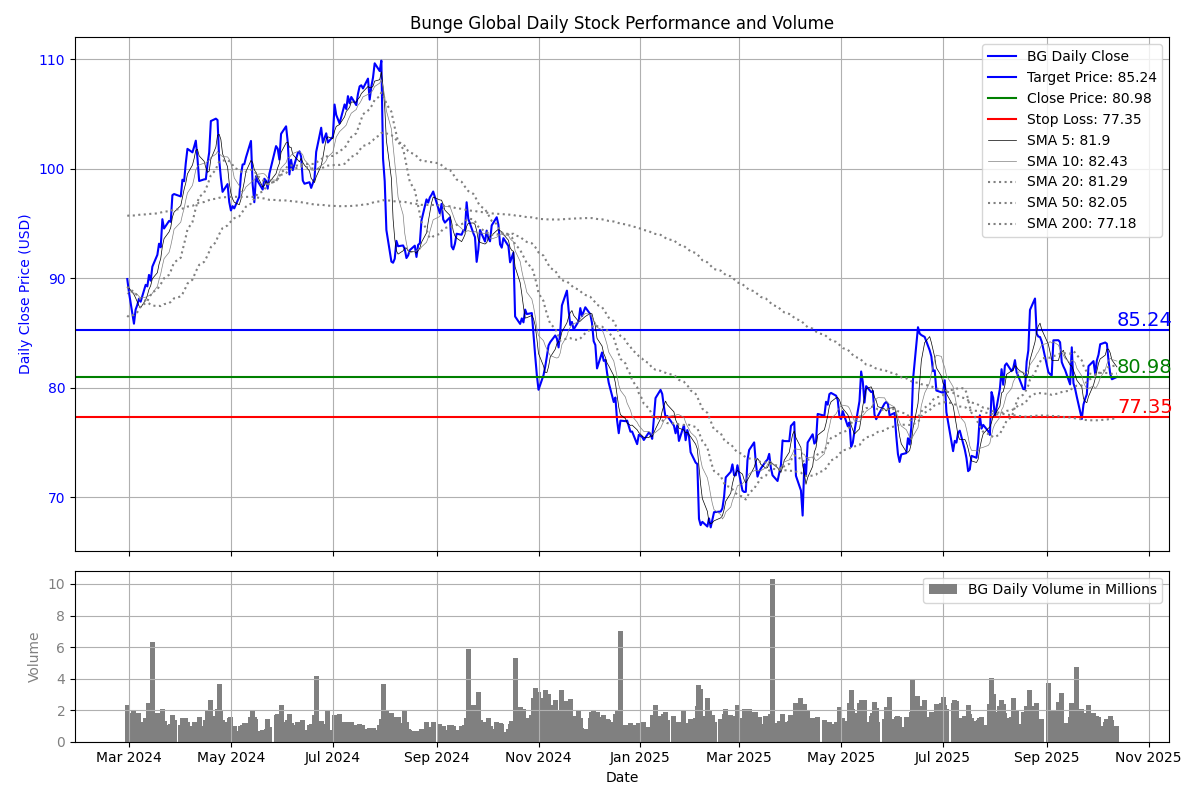 Bunge Global Daily Stock Performance and Volume
Daily Close Price (USD)
110
100
90
80
70
BG Daily Close
Target Price: 85.24
Close Price: 80.98
Stop Loss: 77.35
SMA 5: 81.9
SMA 10: 82.43
SMA 20: 81.29
SMA 50: 82.05
SMA 200: 77.18
85.24
80.98
77.35
Volume
10
8
6
4
2
0
BG Daily Volume in Millions
Mar 2024 May 2024 Jul 2024 Sep 2024 Nov 2024 Jan 2025 Mar 2025 May 2025 Jul 2025 Sep 2025 Nov 2025
Date